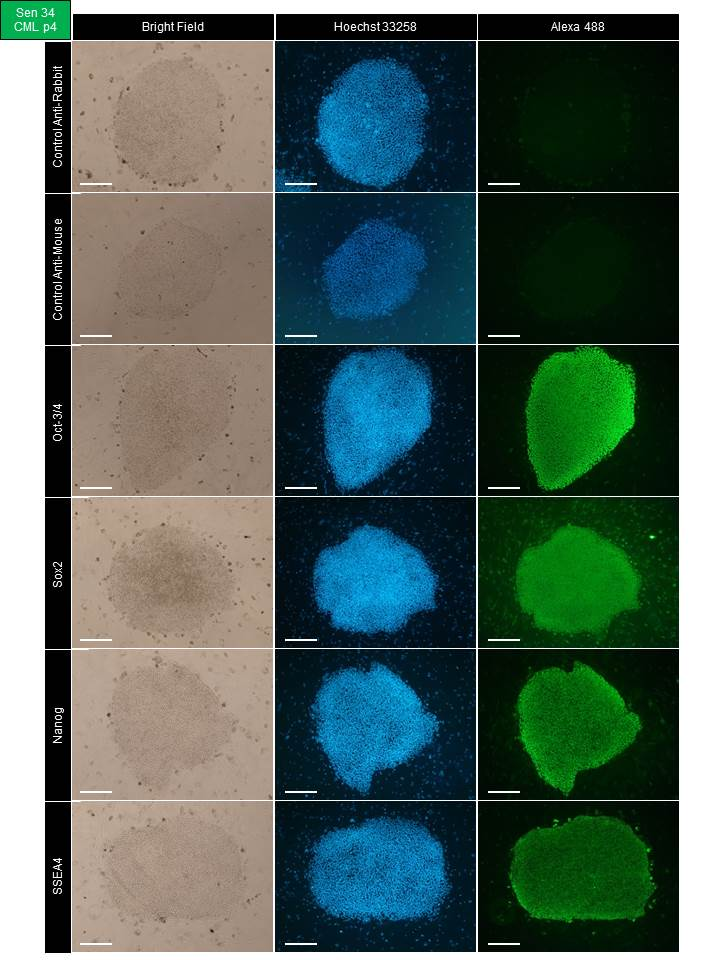 Sen 34
CML p4
Bright Field
Hoechst 33258
Alexa 488
Control Anti-Rabbit
Control Anti-Mouse
Oct-3/4
Sox2
Nanog
SSEA4